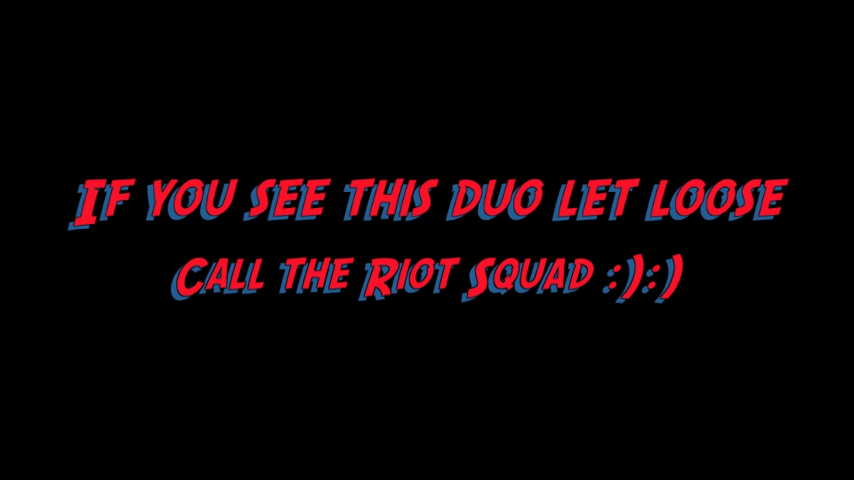 If you see this duo let loose
call the Riot Squad :):)